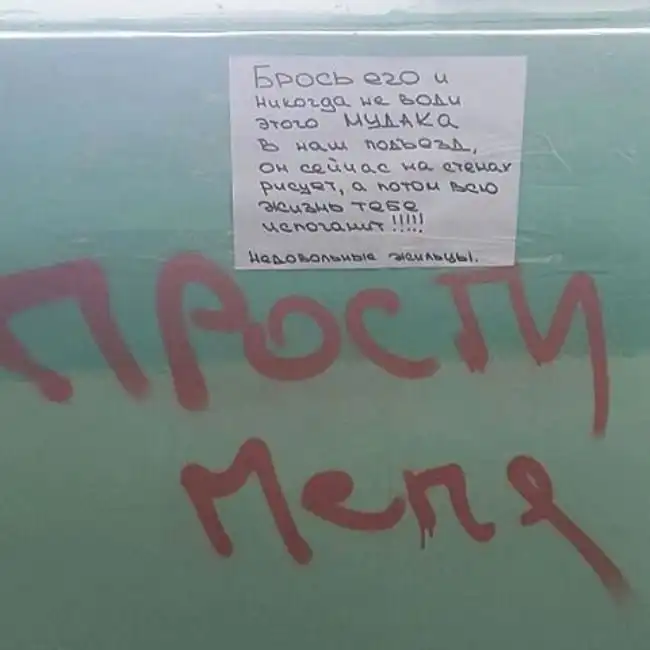 Брось его и
никогда не води
этого МУДАКА
в наш подъезд,
он сейчас на стенах
рисует, а потом всю
жизнь тебе
испоганит!!!!!
Недовольные жильцы.
ПРОСТИ
Меня